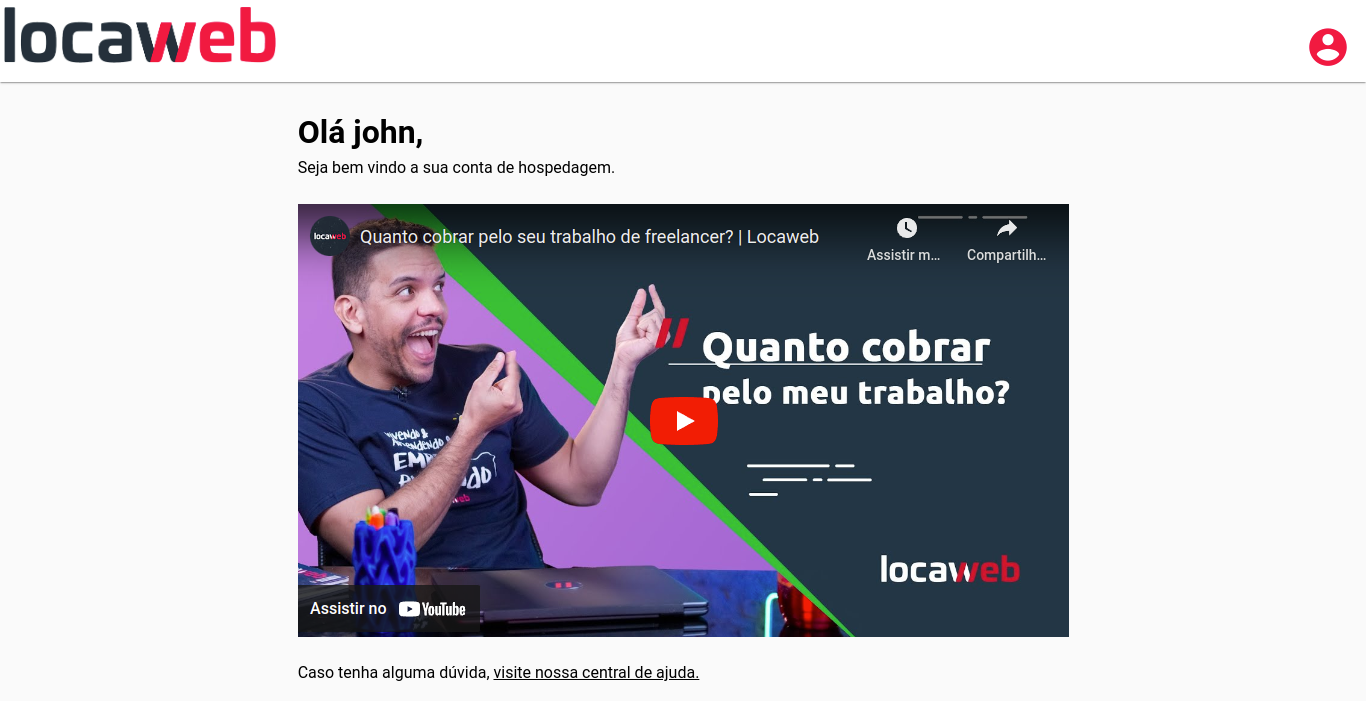 locaweb
Olá john,
Seja bem vindo a sua conta de hospedagem.
locaweb
Quanto cobrar pelo seu trabalho de freelancer? | Locaweb
Assistir m...
Compartilh...
Quanto cobrar
pelo meu trabalho?
locaweb
Assistir no YouTube
Caso tenha alguma dúvida, visite nossa central de ajuda.